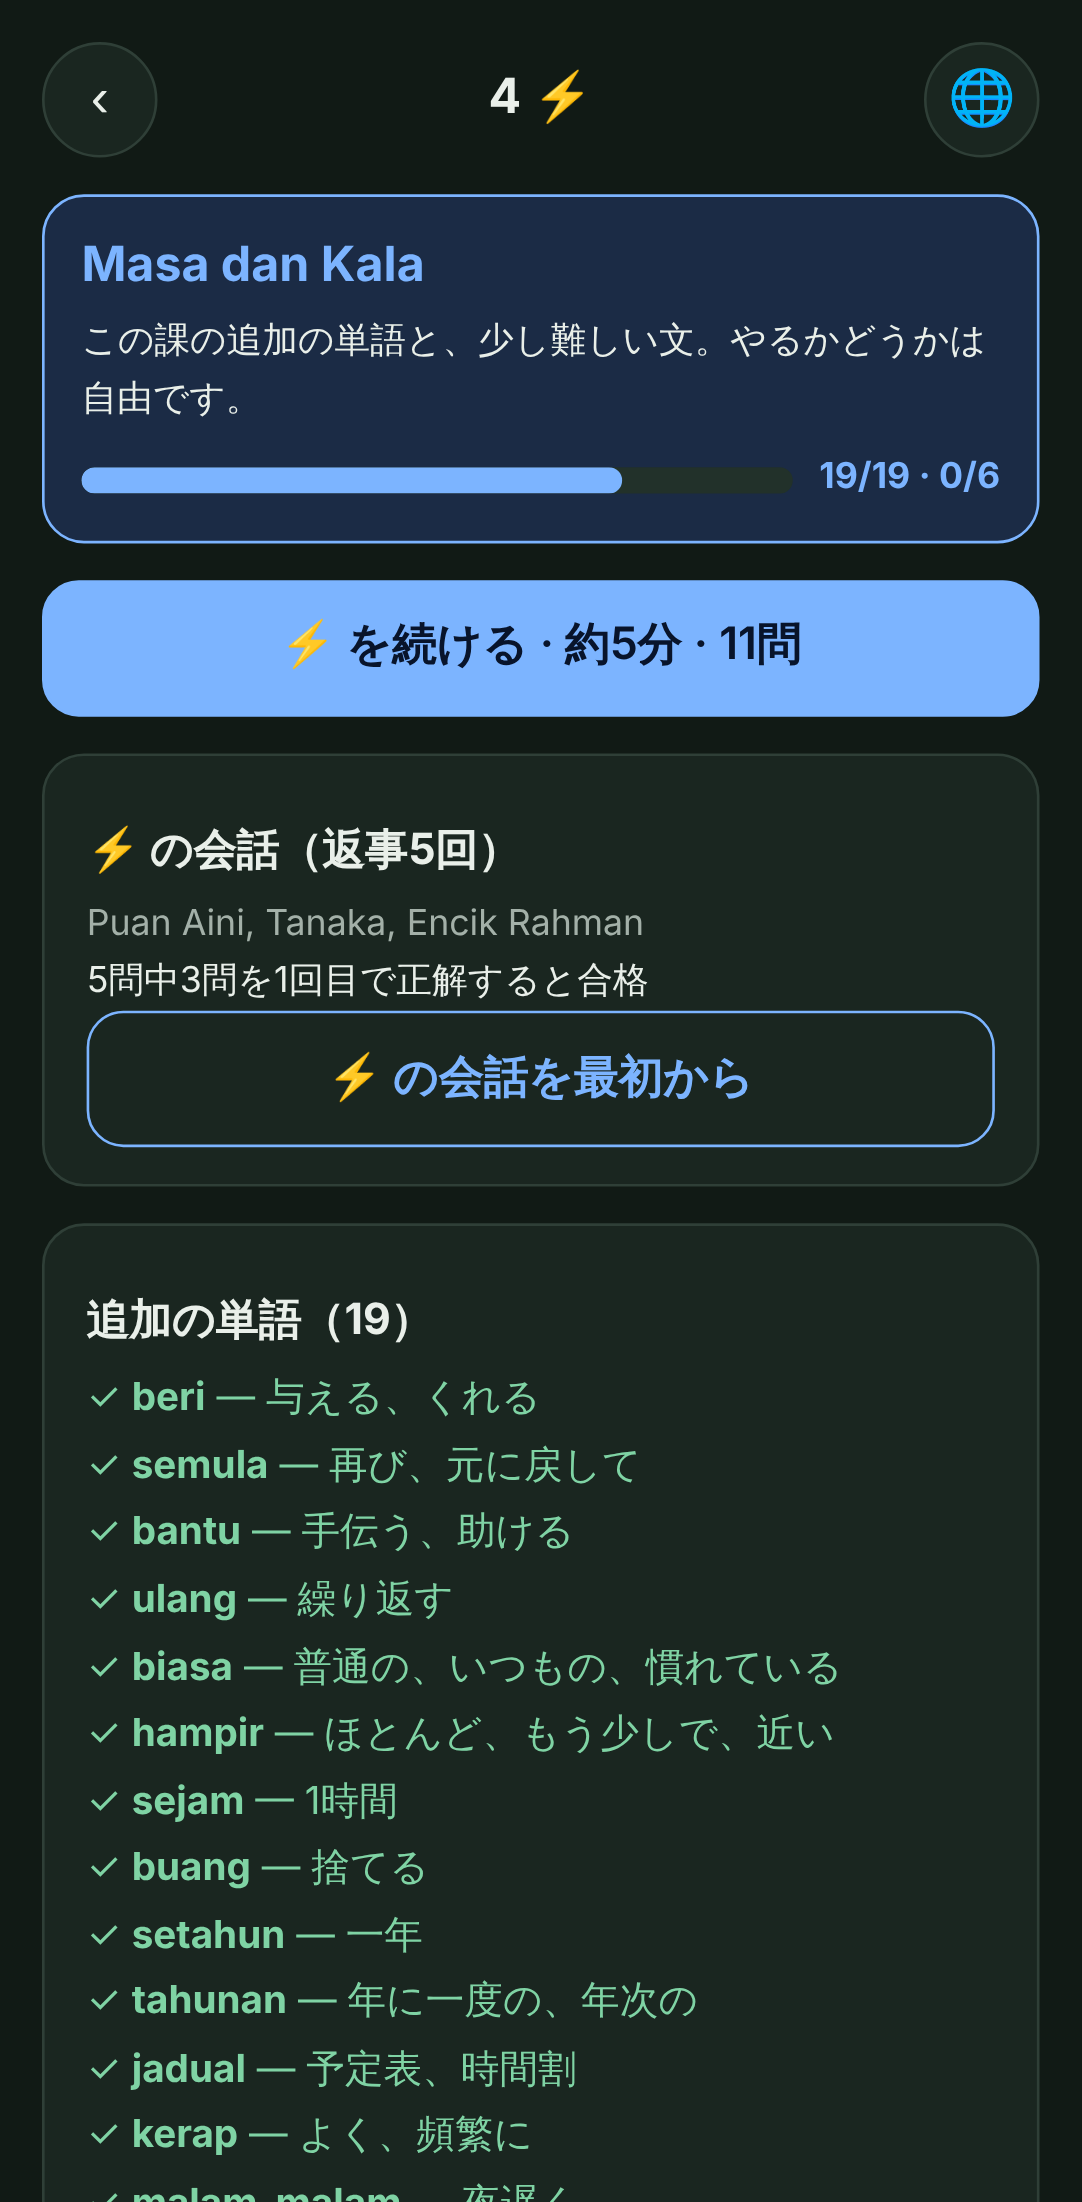 ‹
4 ⚡
Masa dan Kala
この課の追加の単語と、少し難しい文。やるかどうかは
自由です。
19/19 · 0/6
⚡ を続ける · 約5分 · 11問
⚡ の会話（返事5回）
Puan Aini, Tanaka, Encik Rahman
5問中3問を1回目で正解すると合格
⚡ の会話を最初から
追加の単語（19）
✓ beri — 与える、くれる
✓ semula — 再び、元に戻して
✓ bantu — 手伝う、助ける
✓ ulang — 繰り返す
✓ biasa — 普通の、いつもの、慣れている
✓ hampir — ほとんど、もう少しで、近い
✓ sejam — 1時間
✓ buang — 捨てる
✓ setahun — 一年
✓ tahunan — 年に一度の、年次の
✓ jadual — 予定表、時間割
✓ kerap — よく、頻繁に
✓ malam-malam — 夜遅く